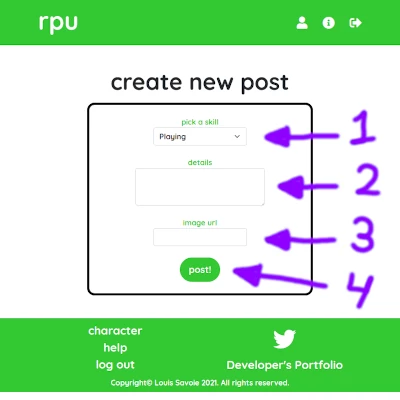 rpu
create new post
pick a skill
Playing
1
details
2
image url
3
post!
4
character
help
log out
Developer's Portfolio
Copyright© Louis Savoie 2021. All rights reserved.